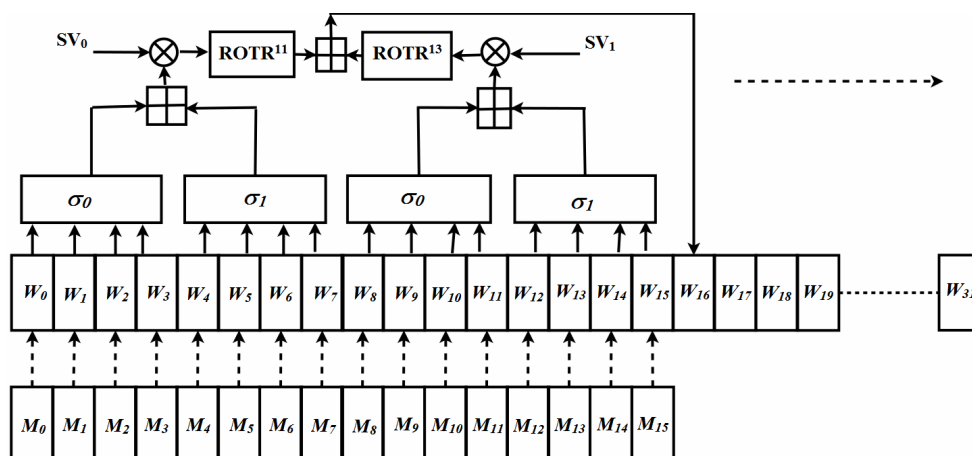 SV₀ ROTR¹¹ ROTR¹³ SV₁
σ₀ σ₁ σ₀ σ₁
W₀ W₁ W₂ W₃ W₄ W₅ W₆ W₇ W₈ W₉ W₁₀ W₁₁ W₁₂ W₁₃ W₁₄ W₁₅ W₁₆ W₁₇ W₁₈ W₁₉ W₃₁
M₀ M₁ M₂ M₃ M₄ M₅ M₆ M₇ M₈ M₉ M₁₀ M₁₁ M₁₂ M₁₃ M₁₄ M₁₅